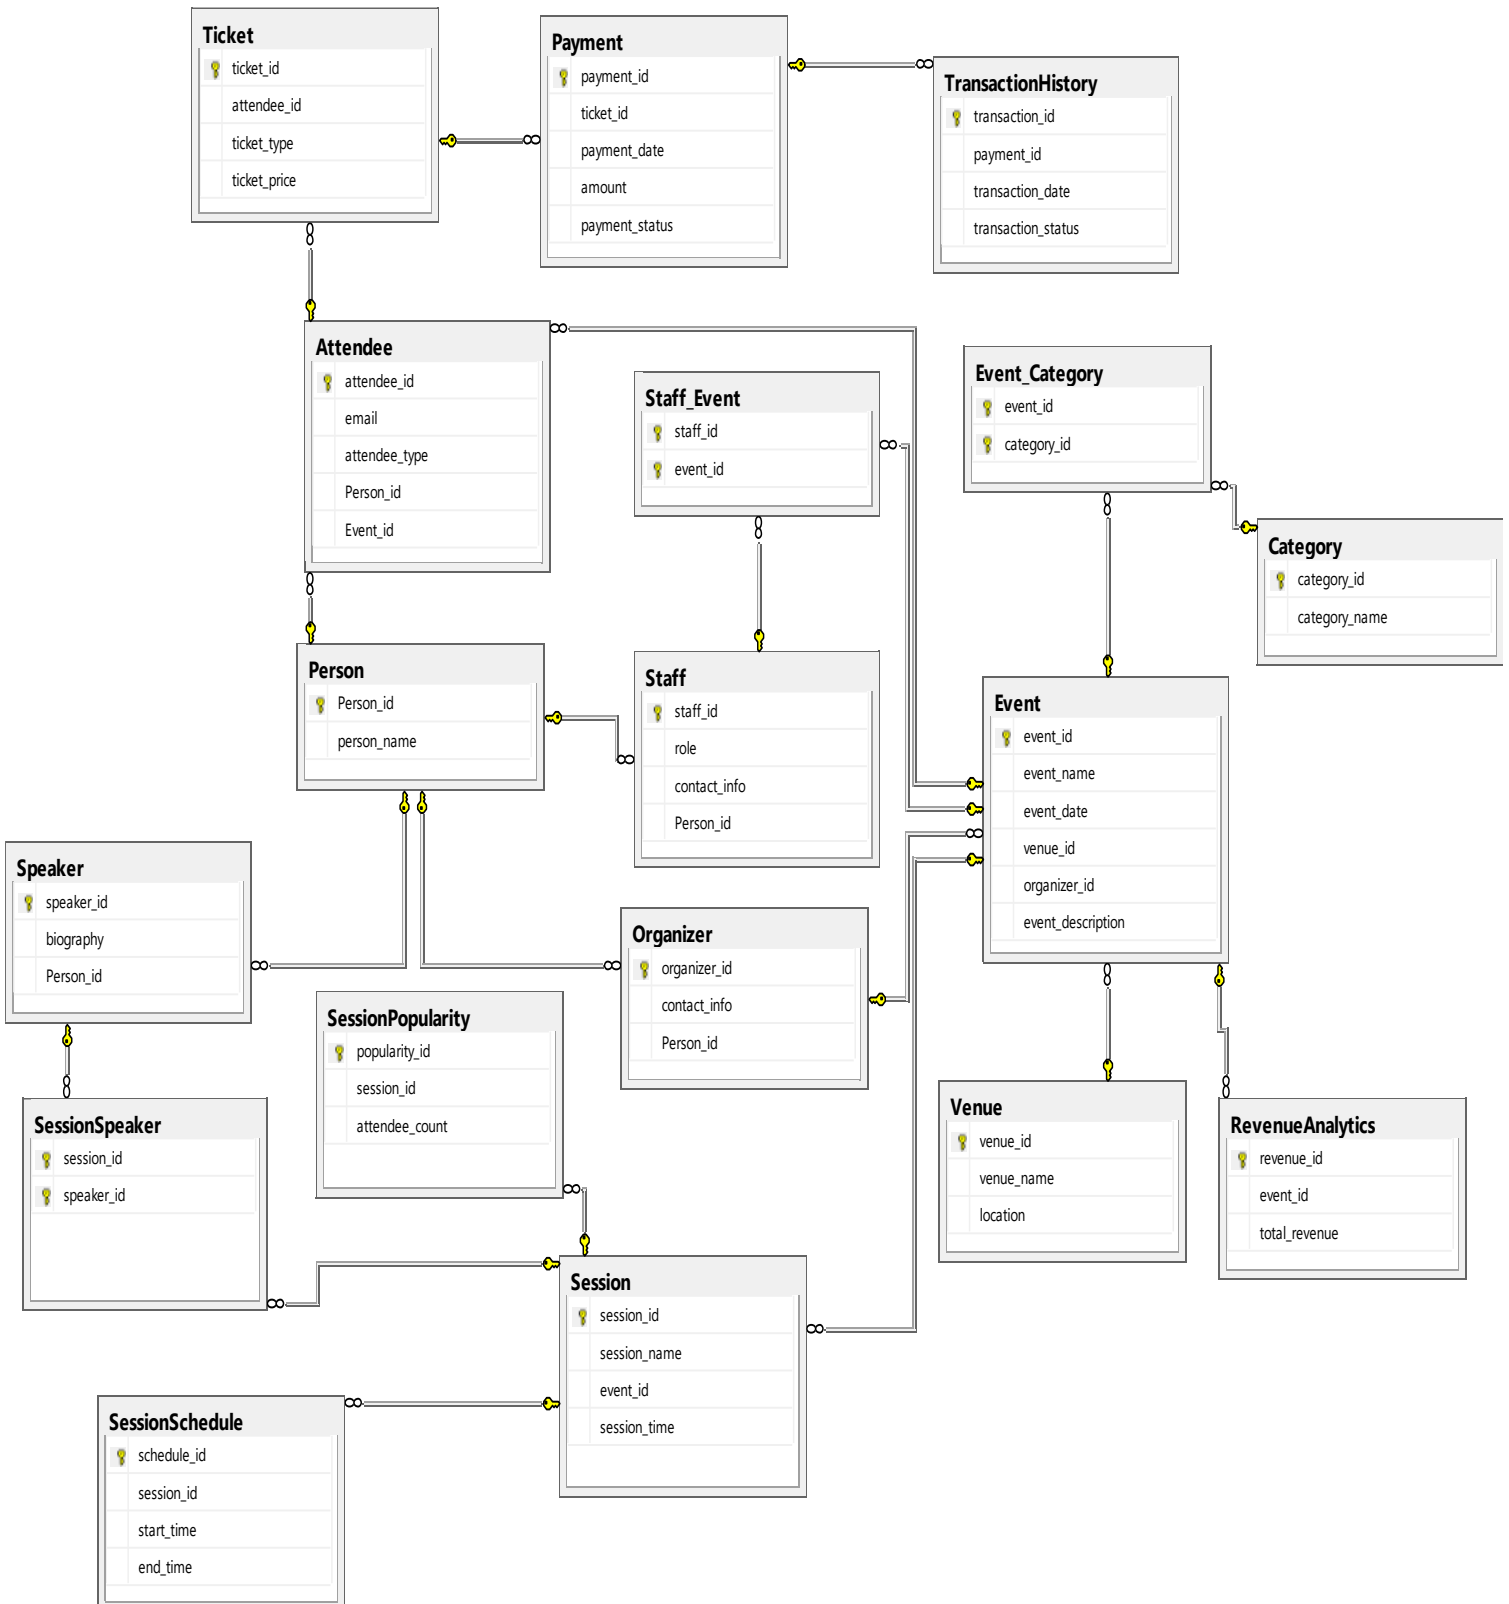 Ticket
ticket_id
attendee_id
ticket_type
ticket_price
Payment
payment_id
ticket_id
payment_date
amount
payment_status
TransactionHistory
transaction_id
payment_id
transaction_date
transaction_status
Attendee
attendee_id
email
attendee_type
Person_id
Event_id
Staff_Event
staff_id
event_id
Event_Category
event_id
category_id
Category
category_id
category_name
Person
Person_id
person_name
Staff
staff_id
role
contact_info
Person_id
Event
event_id
event_name
event_date
venue_id
organizer_id
event_description
Speaker
speaker_id
biography
Person_id
Organizer
organizer_id
contact_info
Person_id
SessionPopularity
popularity_id
session_id
attendee_count
SessionSpeaker
session_id
speaker_id
Venue
venue_id
venue_name
location
RevenueAnalytics
revenue_id
event_id
total_revenue
Session
session_id
session_name
event_id
session_time
SessionSchedule
schedule_id
session_id
start_time
end_time